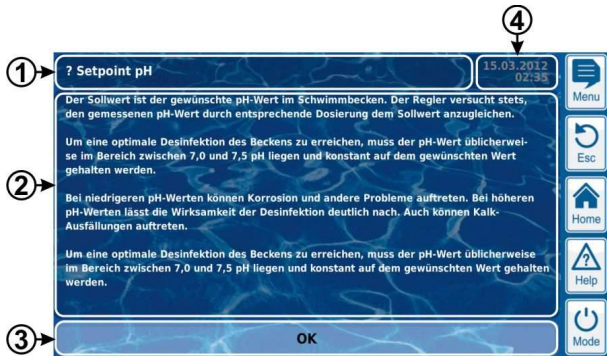 4
1
? Setpoint pH
15.03.2012
02:35
Menu
2
Der Sollwert ist der gewünschte pH-Wert im Schwimmbecken. Der Regler versucht stets,
den gemessenen pH-Wert durch entsprechende Dosierung dem Sollwert anzugleichen.
Um eine optimale Desinfektion des Beckens zu erreichen, muss der pH-Wert üblicherwei-
se im Bereich zwischen 7,0 und 7,5 pH liegen und konstant auf dem gewünschten Wert
gehalten werden.
Bei niedrigeren pH-Werten können Korrosion und andere Probleme auftreten. Bei höheren
pH-Werten lässt die Wirksamkeit der Desinfektion deutlich nach. Auch können Kalk-
Ausfällungen auftreten.
Um eine optimale Desinfektion des Beckens zu erreichen, muss der pH-Wert üblicherweise
im Bereich zwischen 7,0 und 7,5 pH liegen und konstant auf dem gewünschten Wert gehalten
werden.
Esc
Home
?
Help
3
OK
Mode